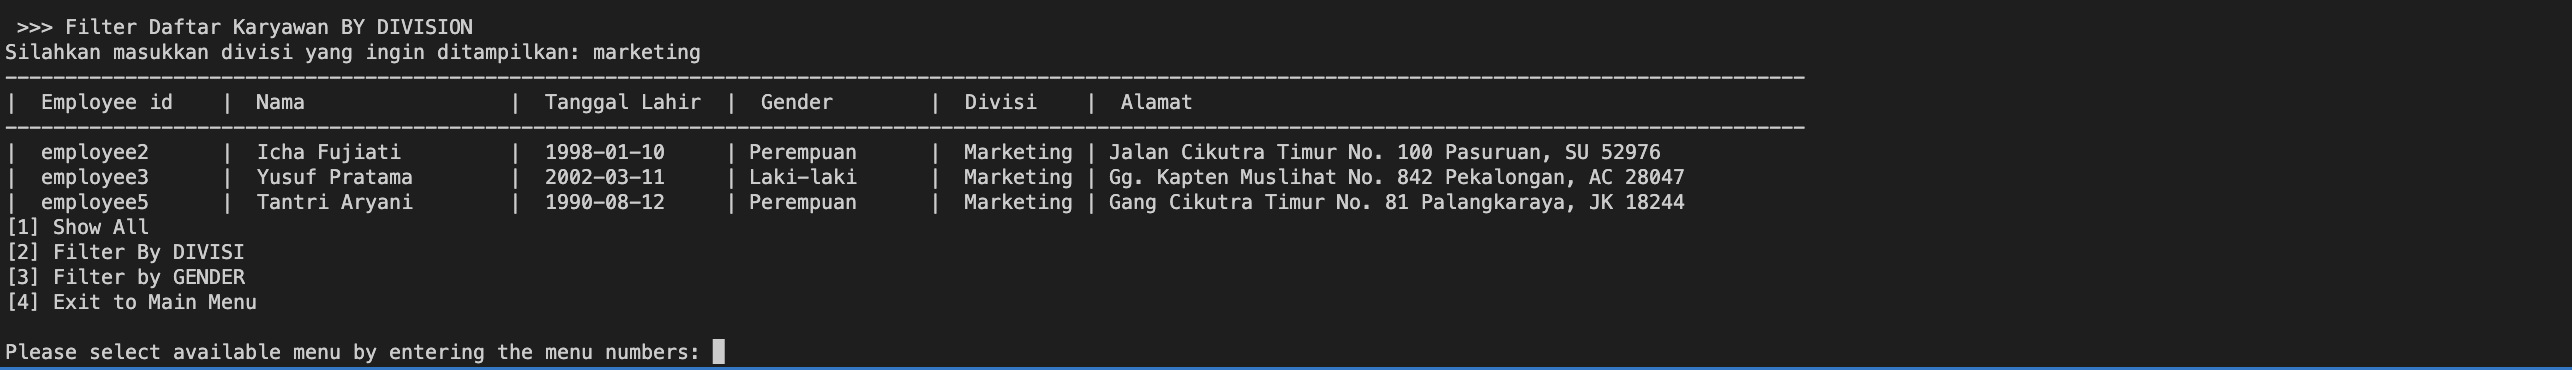 >>> Filter Daftar Karyawan BY DIVISION
Silahkan masukkan divisi yang ingin ditampilkan: marketing
------------------------------------------------------------------------------------------------------------------------------------------------------
|  Employee id    |  Nama                 |  Tanggal Lahir  |  Gender        |  Divisi    |  Alamat
------------------------------------------------------------------------------------------------------------------------------------------------------
|  employee2      |  Icha Fujiati         |  1998-01-10     | Perempuan      |  Marketing | Jalan Cikutra Timur No. 100 Pasuruan, SU 52976
|  employee3      |  Yusuf Pratama        |  2002-03-11     | Laki-laki      |  Marketing | Gg. Kapten Muslihat No. 842 Pekalongan, AC 28047
|  employee5      |  Tantri Aryani        |  1990-08-12     | Perempuan      |  Marketing | Gang Cikutra Timur No. 81 Palangkaraya, JK 18244
[1] Show All
[2] Filter By DIVISI
[3] Filter by GENDER
[4] Exit to Main Menu
Please select available menu by entering the menu numbers: